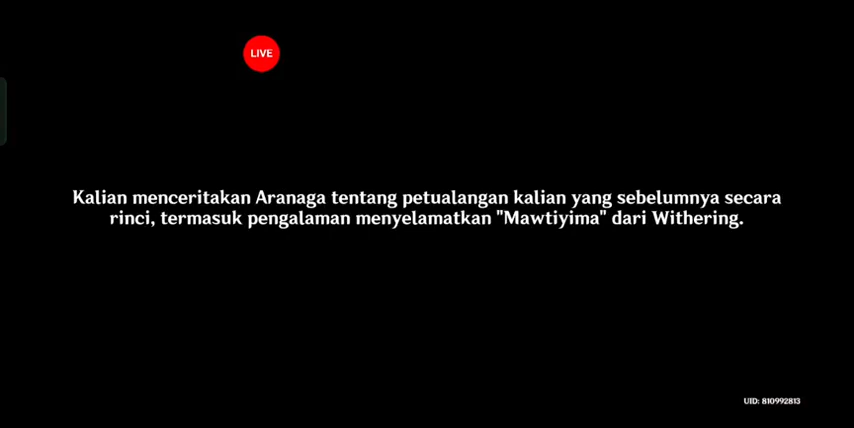 LIVE
Kalian menceritakan Aranaga tentang petualangan kalian yang sebelumnya secara
rinci, termasuk pengalaman menyelamatkan "Mawtiyima" dari Withering.
UID: 810992813